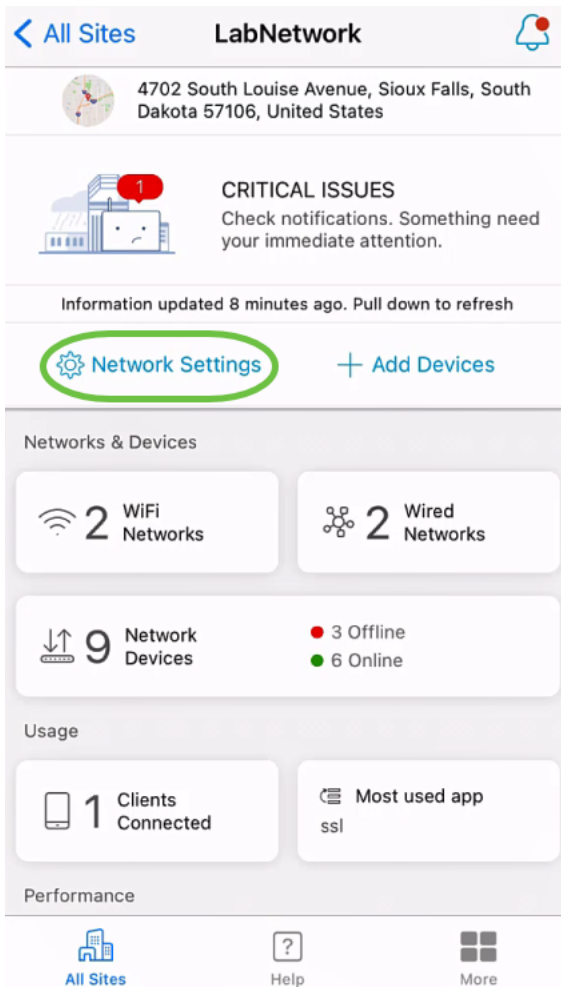 All Sites
LabNetwork
4702 South Louise Avenue, Sioux Falls, South
Dakota 57106, United States
1
CRITICAL ISSUES
Check notifications. Something need
your immediate attention.
Information updated 8 minutes ago. Pull down to refresh
Network Settings
Add Devices
Networks & Devices
2 WiFi
Networks
2 Wired
Networks
9 Network
Devices
3 Offline
6 Online
Usage
1 Clients
Connected
Most used app
ssl
Performance
All Sites
? Help
More